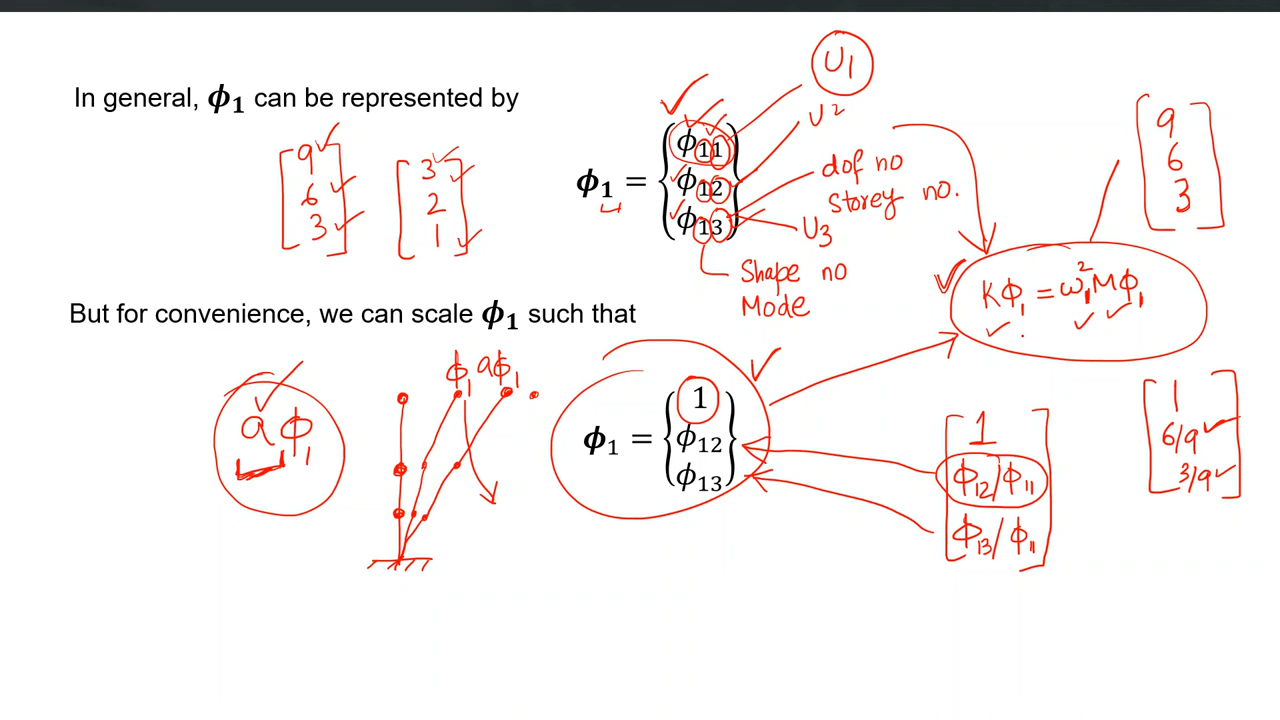 In general, ϕ₁ can be represented by
[9 6 3]
[3 2 1]
ϕ₁ = {ϕ₁₁ ϕ₁₂ ϕ₁₃}
U1
U2
dof no
Storey no.
U3
Shape no
Mode
[9 6 3]
Kϕ₁ = ω₁²Mϕ₁
But for convenience, we can scale ϕ₁ such that
aϕ₁
ϕ₁ aϕ₁
ϕ₁ = {1 ϕ₁₂ ϕ₁₃}
[1 ϕ₁₂/ϕ₁₁ ϕ₁₃/ϕ₁₁]
[1 6/9 3/9]